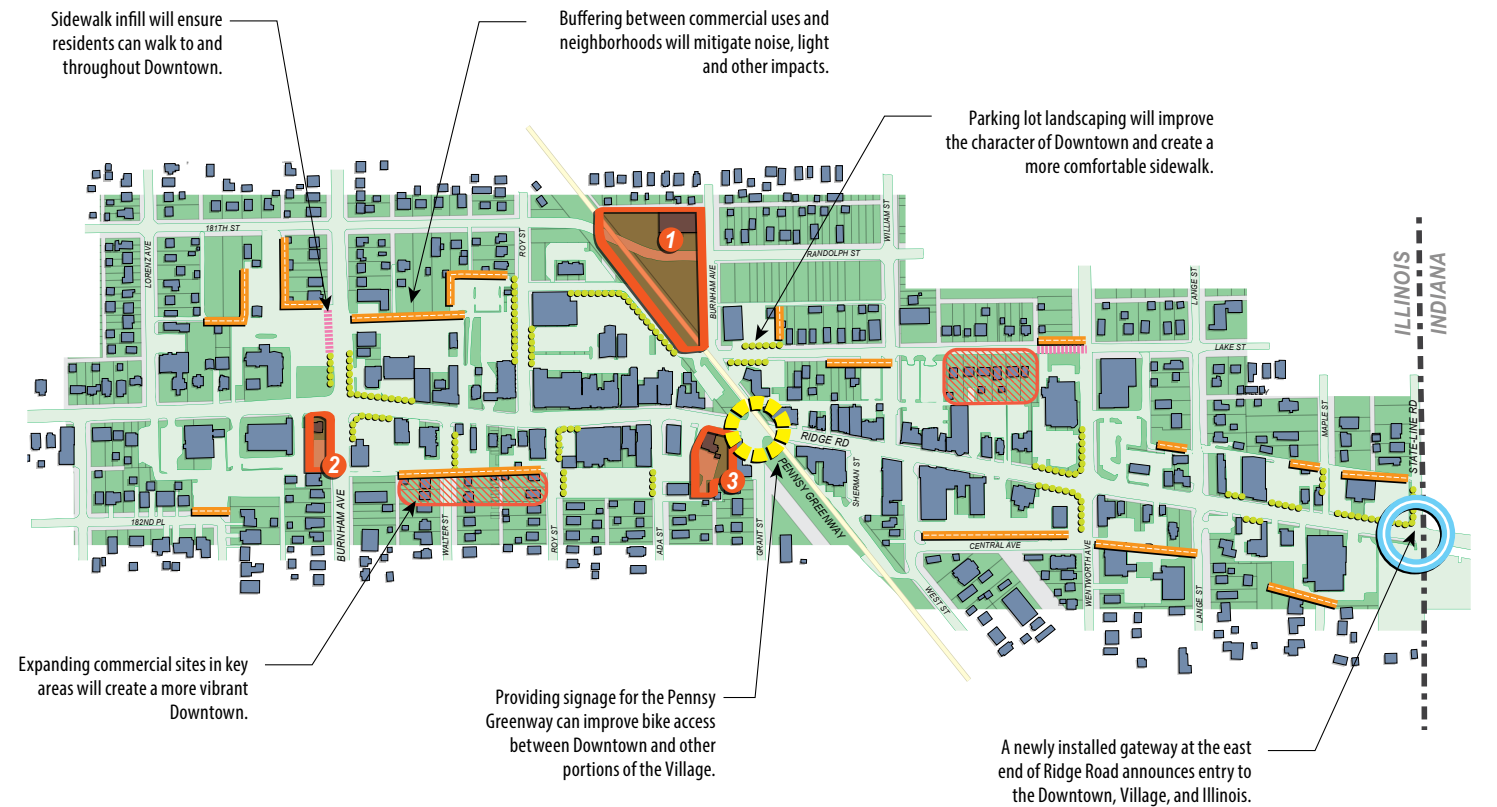 Sidewalk infill will ensure
residents can walk to and
throughout Downtown.
Buffering between commercial uses and
neighborhoods will mitigate noise, light
and other impacts.
Parking lot landscaping will improve
the character of Downtown and create a
more comfortable sidewalk.
181TH ST
LORENZ AVE
ROY ST
1
BURNHAM AVE
RANDOLPH ST
WILLIAM ST
LANGE ST
LAKE ST
ILLINOIS
INDIANA
2
3
RIDGE RD
PENNSY GREENWAY
SHERMAN ST
MAPLE ST
STATE-LINE RD
182ND PL
BURNHAM AVE
WALTER ST
ROY ST
ADA ST
GRANT ST
WEST ST
CENTRAL AVE
WENTWORTH AVE
LANGE ST
Expanding commercial sites in key
areas will create a more vibrant
Downtown.
Providing signage for the Pennsy
Greenway can improve bike access
between Downtown and other
portions of the Village.
A newly installed gateway at the east
end of Ridge Road announces entry to
the Downtown, Village, and Illinois.